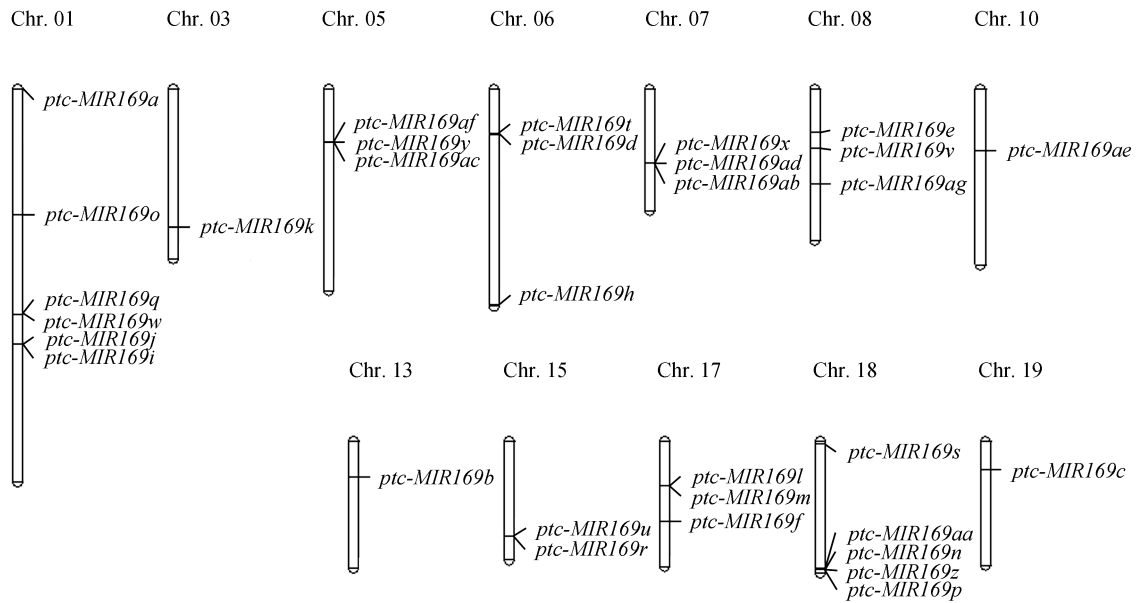 Chr. 01
Chr. 03
Chr. 05
Chr. 06
Chr. 07
Chr. 08
Chr. 10
ptc-MIR169a
ptc-MIR169o
ptc-MIR169q
ptc-MIR169w
ptc-MIR169j
ptc-MIR169i
ptc-MIR169k
ptc-MIR169af
ptc-MIR169y
ptc-MIR169ac
ptc-MIR169t
ptc-MIR169d
ptc-MIR169h
ptc-MIR169x
ptc-MIR169ad
ptc-MIR169ab
ptc-MIR169e
ptc-MIR169v
ptc-MIR169ag
ptc-MIR169ae
Chr. 13
Chr. 15
Chr. 17
Chr. 18
Chr. 19
ptc-MIR169b
ptc-MIR169u
ptc-MIR169r
ptc-MIR169l
ptc-MIR169m
ptc-MIR169f
ptc-MIR169s
ptc-MIR169aa
ptc-MIR169n
ptc-MIR169z
ptc-MIR169p
ptc-MIR169c